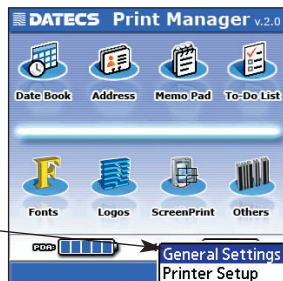 DATECS Print Manager v.2.0
Date Book Address Memo Pad To-Do List
Fonts Logos ScreenPrint Others
PDA:
General Settings
Printer Setup